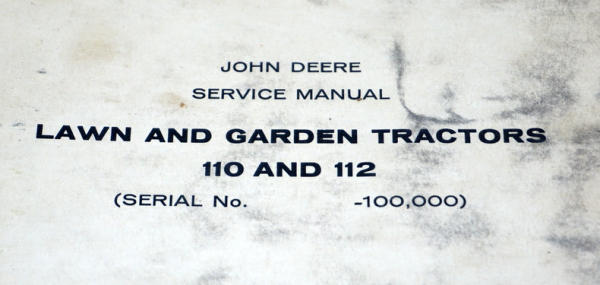 JOHN DEERE
SERVICE MANUAL
LAWN AND GARDEN TRACTORS
110 AND 112
(SERIAL No. -100,000)